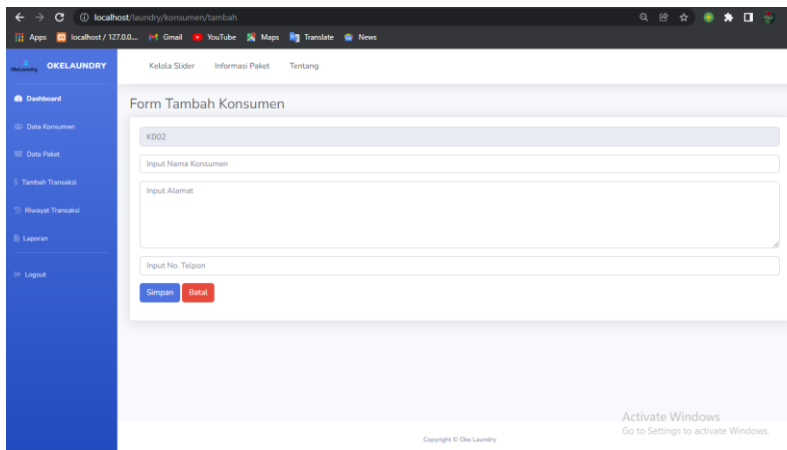 localhost/laundry/konsumen/tambah
Apps localhost / 127.0.0.... Gmail YouTube Maps Translate News
OKELAUNDRY
Kelola Slider Informasi Paket Tentang
Dashboard
Data Konsumen
Data Paket
Tambah Transaksi
Riwayat Transaksi
Laporan
Logout
Form Tambah Konsumen
K002
Input Nama Konsumen
Input Alamat
Input No. Telpon
Simpan Batal
Activate Windows
Go to Settings to activate Windows.
Copyright © Oke Laundry